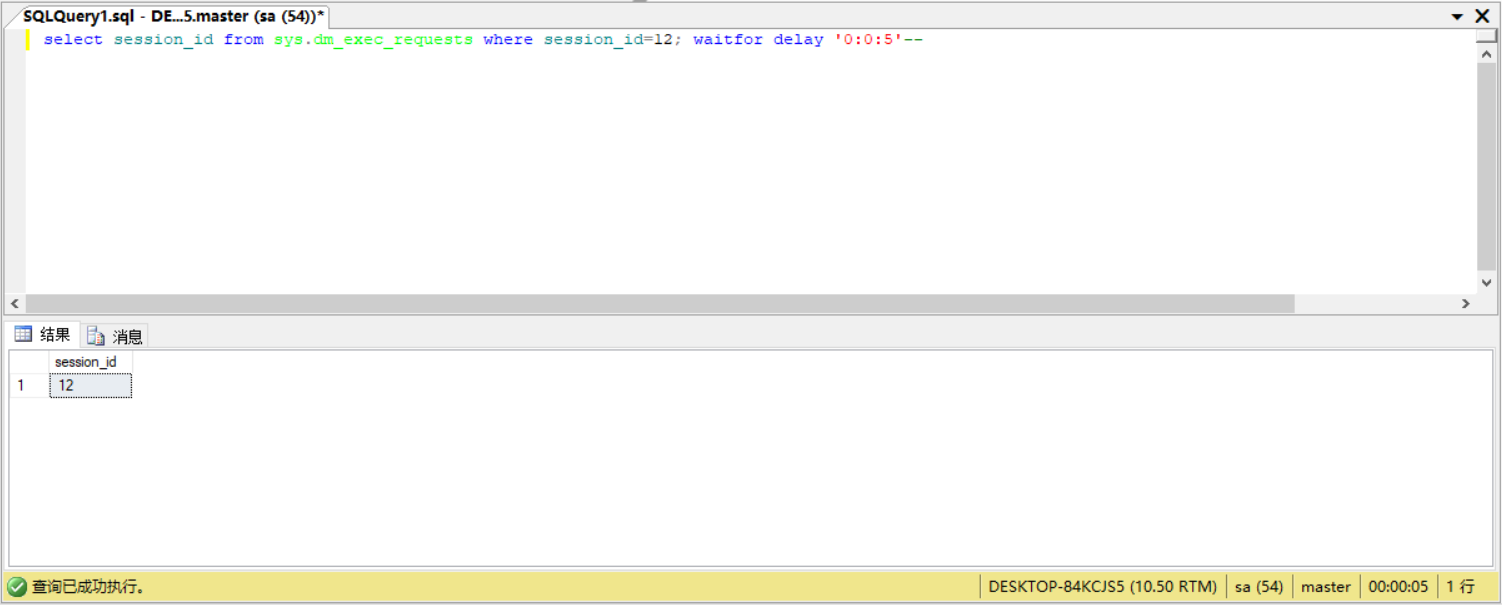 SQLQuery1.sql - DE...5.master (sa (54))*
select session_id from sys.dm_exec_requests where session_id=12; waitfor delay '0:0:5'--
结果 消息
session_id
1 12
查询已成功执行。 DESKTOP-84KCJS5 (10.50 RTM) sa (54) master 00:00:05 1 行